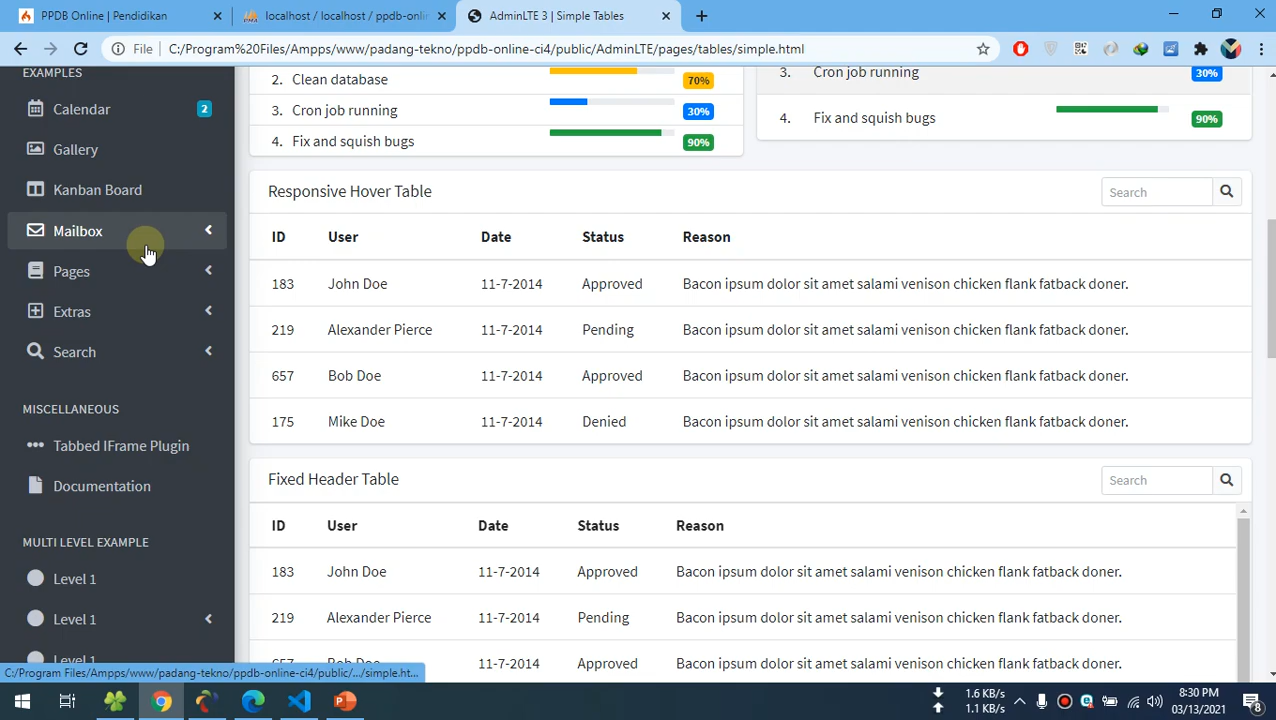 PPDB Online | Pendidikan
localhost / localhost / ppdb-onlin
AdminLTE 3 | Simple Tables
File
C:/Program%20Files/Ampps/www/padang-tekno/ppdb-online-ci4/public/AdminLTE/pages/tables/simple.html
EXAMPLES
Calendar 2
Gallery
Kanban Board
Mailbox
Pages
Extras
Search
MISCELLANEOUS
Tabbed IFrame Plugin
Documentation
MULTI LEVEL EXAMPLE
Level 1
Level 1
Level 1
2. Clean database 70%
3. Cron job running 30%
4. Fix and squish bugs 90%
3. Cron job running 30%
4. Fix and squish bugs 90%
Responsive Hover Table
Search
ID User Date Status Reason
183 John Doe 11-7-2014 Approved Bacon ipsum dolor sit amet salami venison chicken flank fatback doner.
219 Alexander Pierce 11-7-2014 Pending Bacon ipsum dolor sit amet salami venison chicken flank fatback doner.
657 Bob Doe 11-7-2014 Approved Bacon ipsum dolor sit amet salami venison chicken flank fatback doner.
175 Mike Doe 11-7-2014 Denied Bacon ipsum dolor sit amet salami venison chicken flank fatback doner.
Fixed Header Table
Search
ID User Date Status Reason
183 John Doe 11-7-2014 Approved Bacon ipsum dolor sit amet salami venison chicken flank fatback doner.
219 Alexander Pierce 11-7-2014 Pending Bacon ipsum dolor sit amet salami venison chicken flank fatback doner.
657 Bob Doe 11-7-2014 Approved Bacon ipsum dolor sit amet salami venison chicken flank fatback doner.
C:/Program Files/Ampps/www/padang-tekno/ppdb-online-ci4/public/.../simple.ht...
1.6 KB/s
1.1 KB/s
8:30 PM
03/13/2021
8